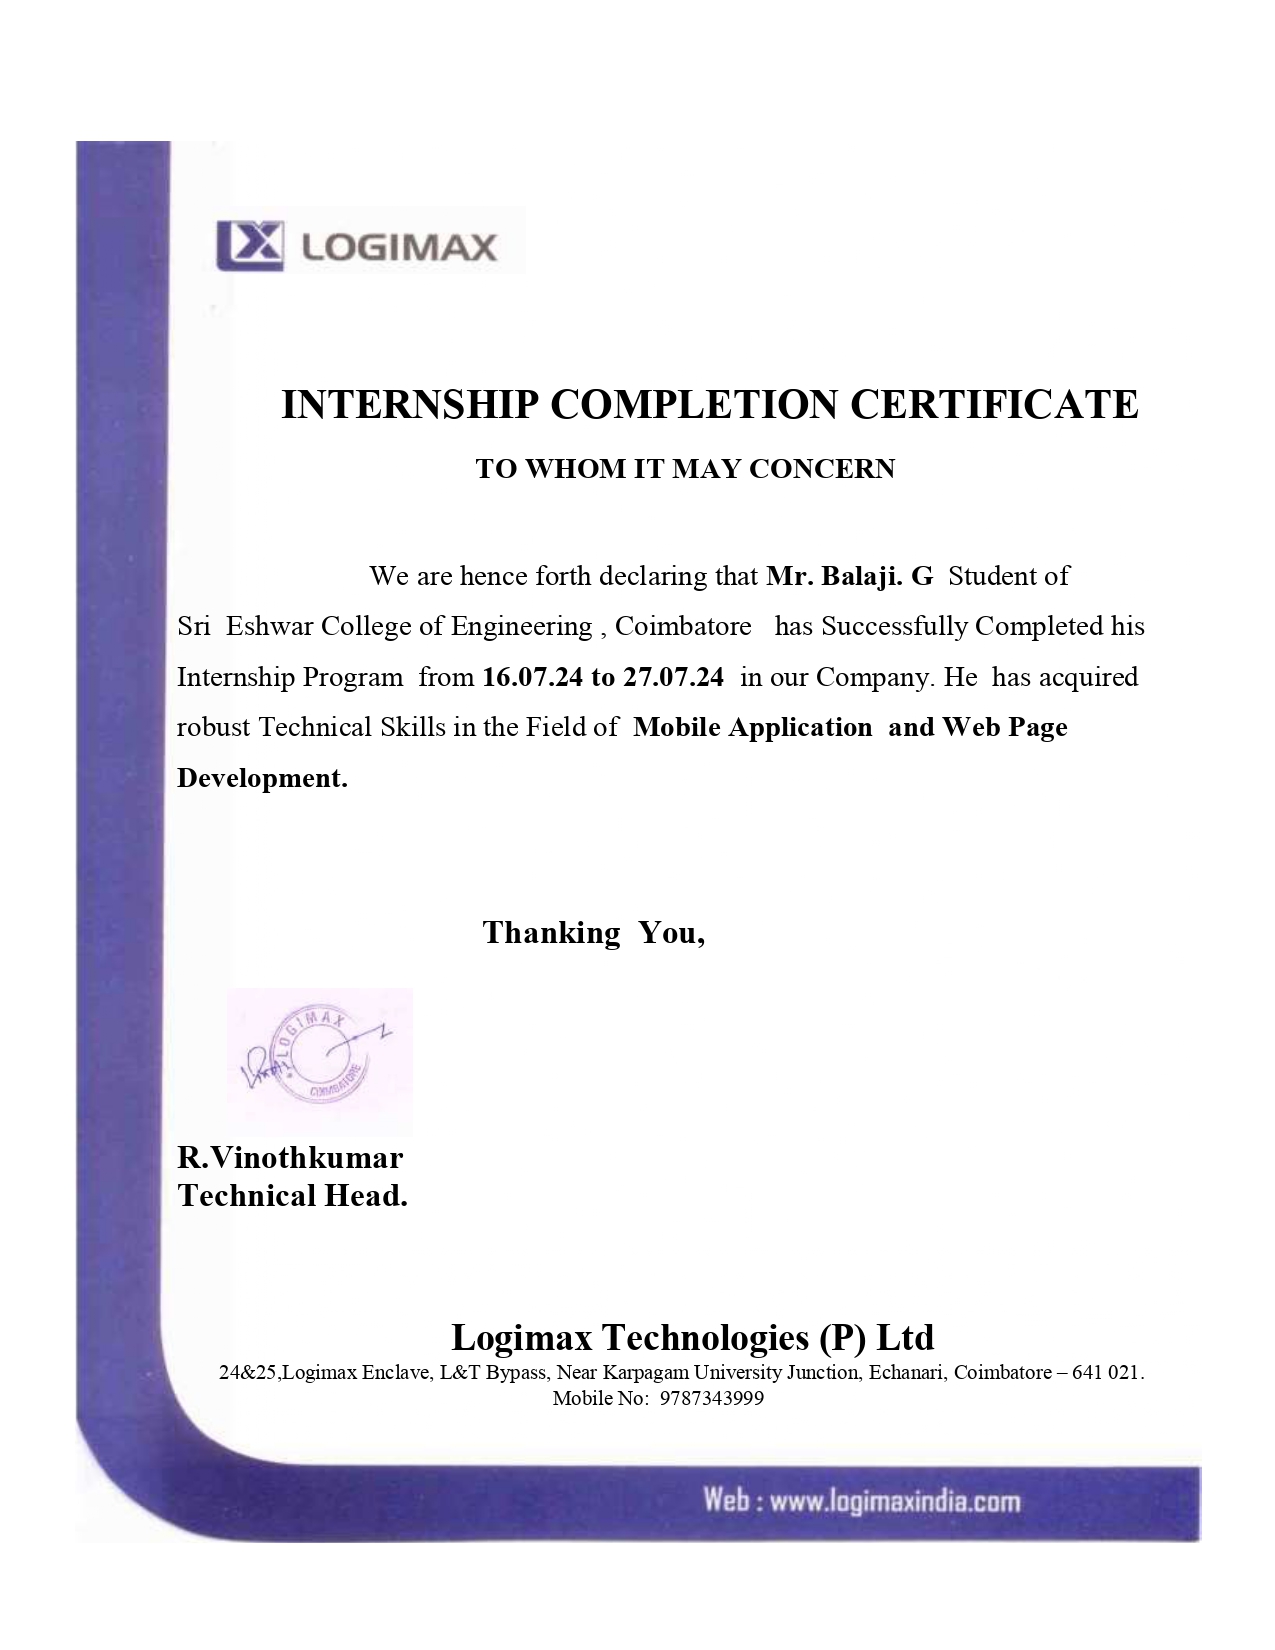 LX LOGIMAX
INTERNSHIP COMPLETION CERTIFICATE
TO WHOM IT MAY CONCERN
We are hence forth declaring that Mr. Balaji. G Student of
Sri Eshwar College of Engineering , Coimbatore has Successfully Completed his
Internship Program from 16.07.24 to 27.07.24 in our Company. He has acquired
robust Technical Skills in the Field of Mobile Application and Web Page
Development.
Thanking You,
LOGIMAX
COIMBATORE
R.Vinothkumar
Technical Head.
Logimax Technologies (P) Ltd
24&25,Logimax Enclave, L&T Bypass, Near Karpagam University Junction, Echanari, Coimbatore – 641 021.
Mobile No: 9787343999
Web : www.logimaxindia.com